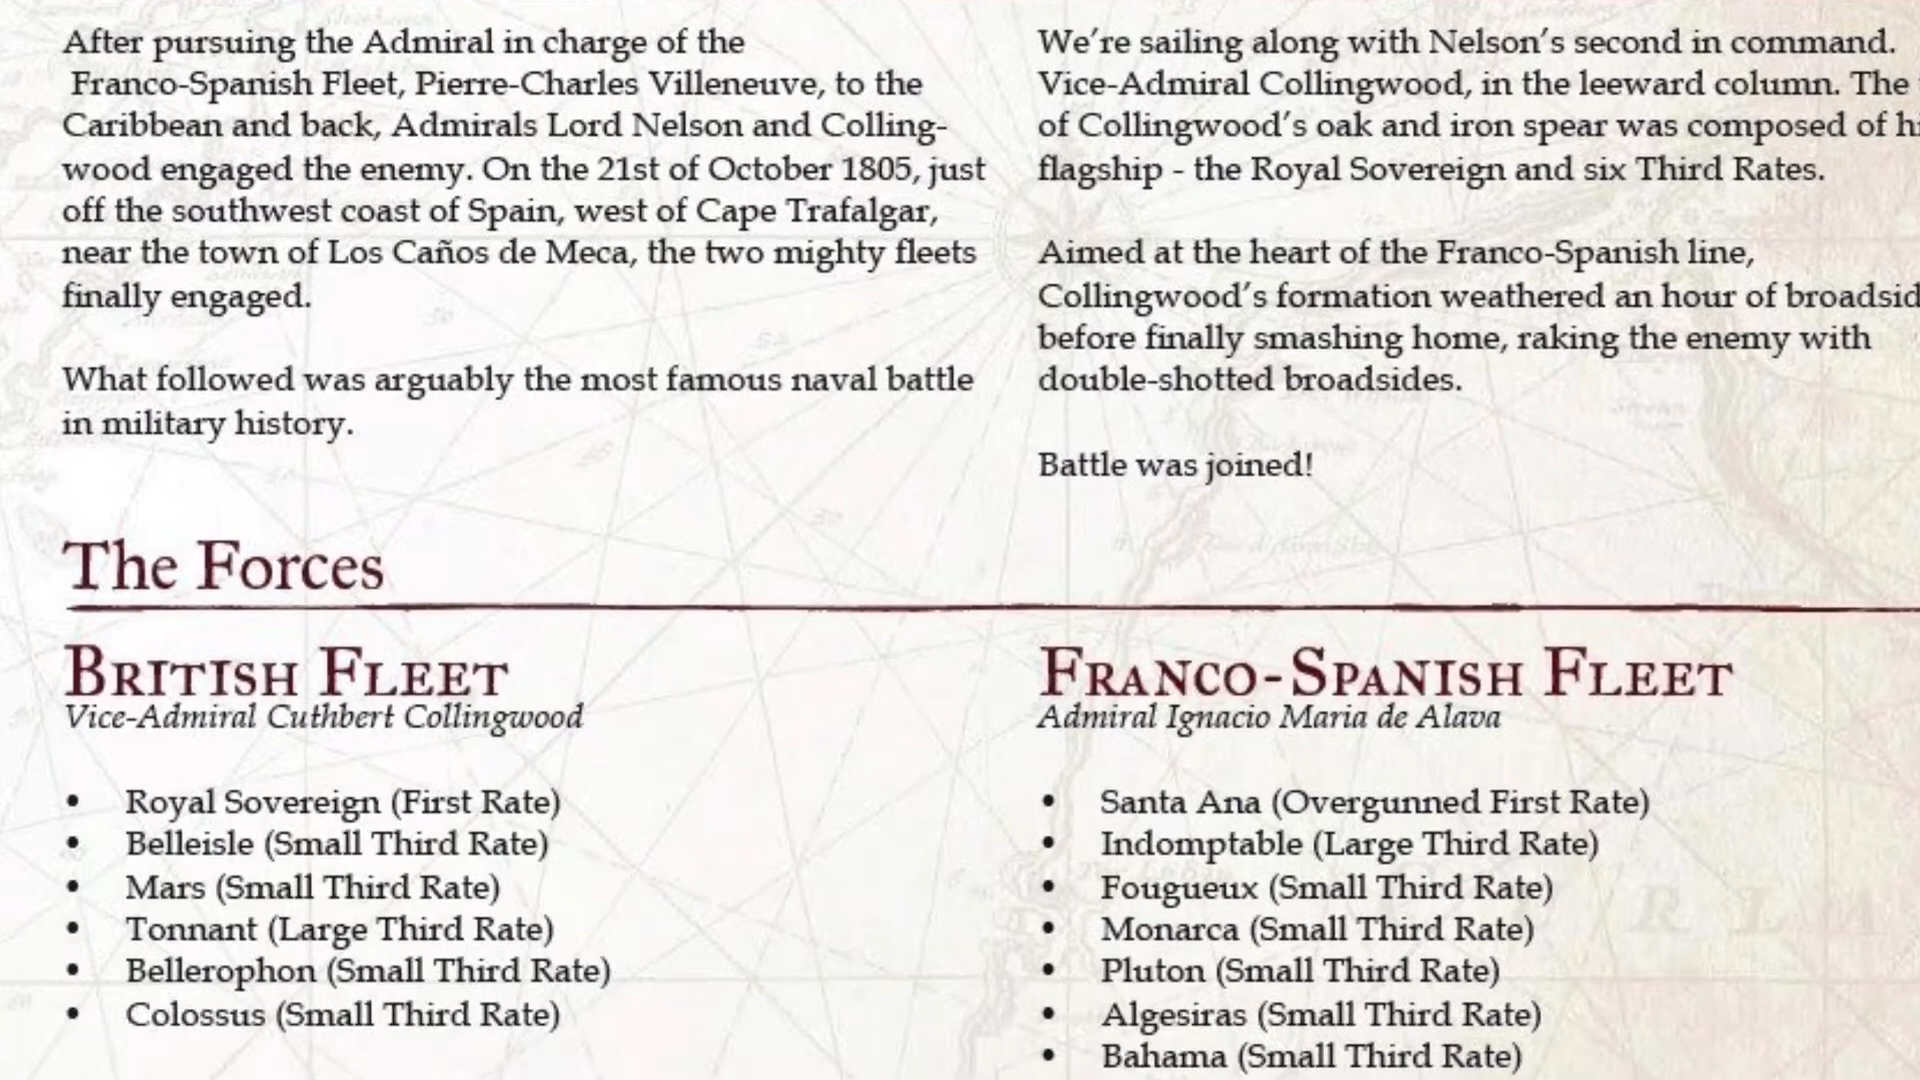 After pursuing the Admiral in charge of the
Franco-Spanish Fleet, Pierre-Charles Villeneuve, to the
Caribbean and back, Admirals Lord Nelson and Colling-
wood engaged the enemy. On the 21st of October 1805, just
off the southwest coast of Spain, west of Cape Trafalgar,
near the town of Los Caños de Meca, the two mighty fleets
finally engaged.
What followed was arguably the most famous naval battle
in military history.
We're sailing along with Nelson's second in command.
Vice-Admiral Collingwood, in the leeward column. The
of Collingwood's oak and iron spear was composed of
flagship - the Royal Sovereign and six Third Rates.
Aimed at the heart of the Franco-Spanish line,
Collingwood's formation weathered an hour of
before finally smashing home, raking the enemy with
double-shotted broadsides.
Battle was joined!
The Forces
British Fleet
Vice-Admiral Cuthbert Collingwood
• Royal Sovereign (First Rate)
• Belleisle (Small Third Rate)
• Mars (Small Third Rate)
• Tonnant (Large Third Rate)
• Bellerophon (Small Third Rate)
• Colossus (Small Third Rate)
Franco-Spanish Fleet
Admiral Ignacio Maria de Alava
• Santa Ana (Overgunned First Rate)
• Indomptable (Large Third Rate)
• Fougueux (Small Third Rate)
• Monarca (Small Third Rate)
• Pluton (Small Third Rate)
• Algesiras (Small Third Rate)
• Bahama (Small Third Rate)